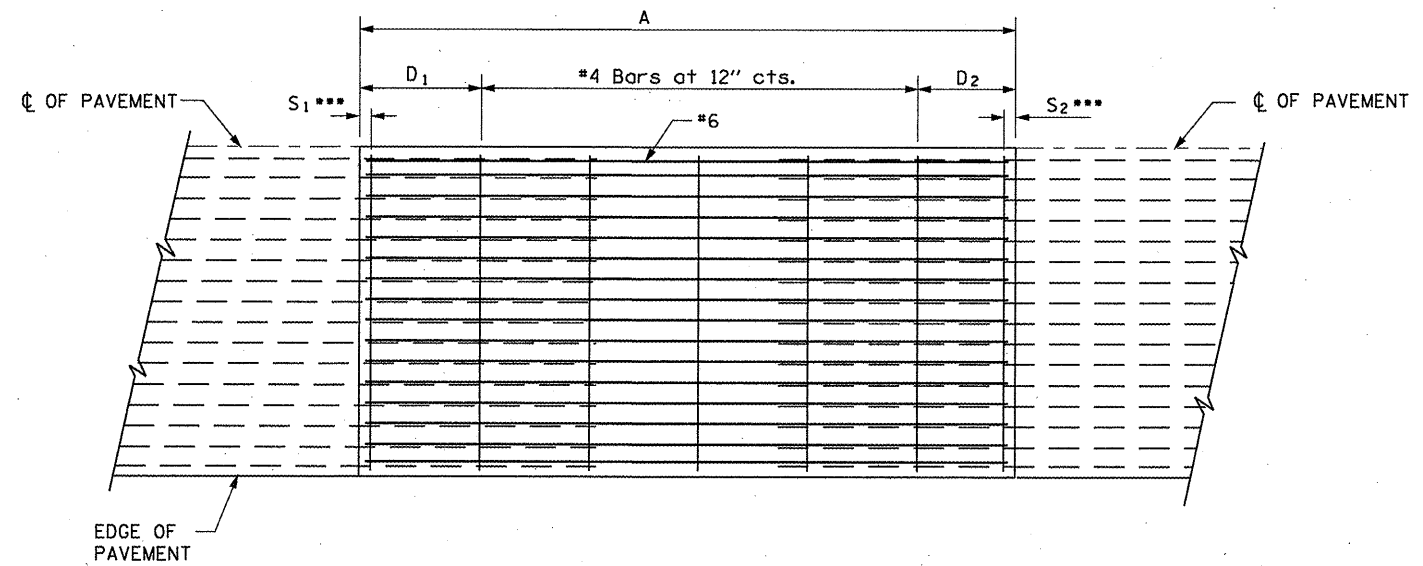 A
D1
#4 Bars at 12" cts.
D2
℄ OF PAVEMENT
S1***
#6
S2***
℄ OF PAVEMENT
EDGE OF
PAVEMENT